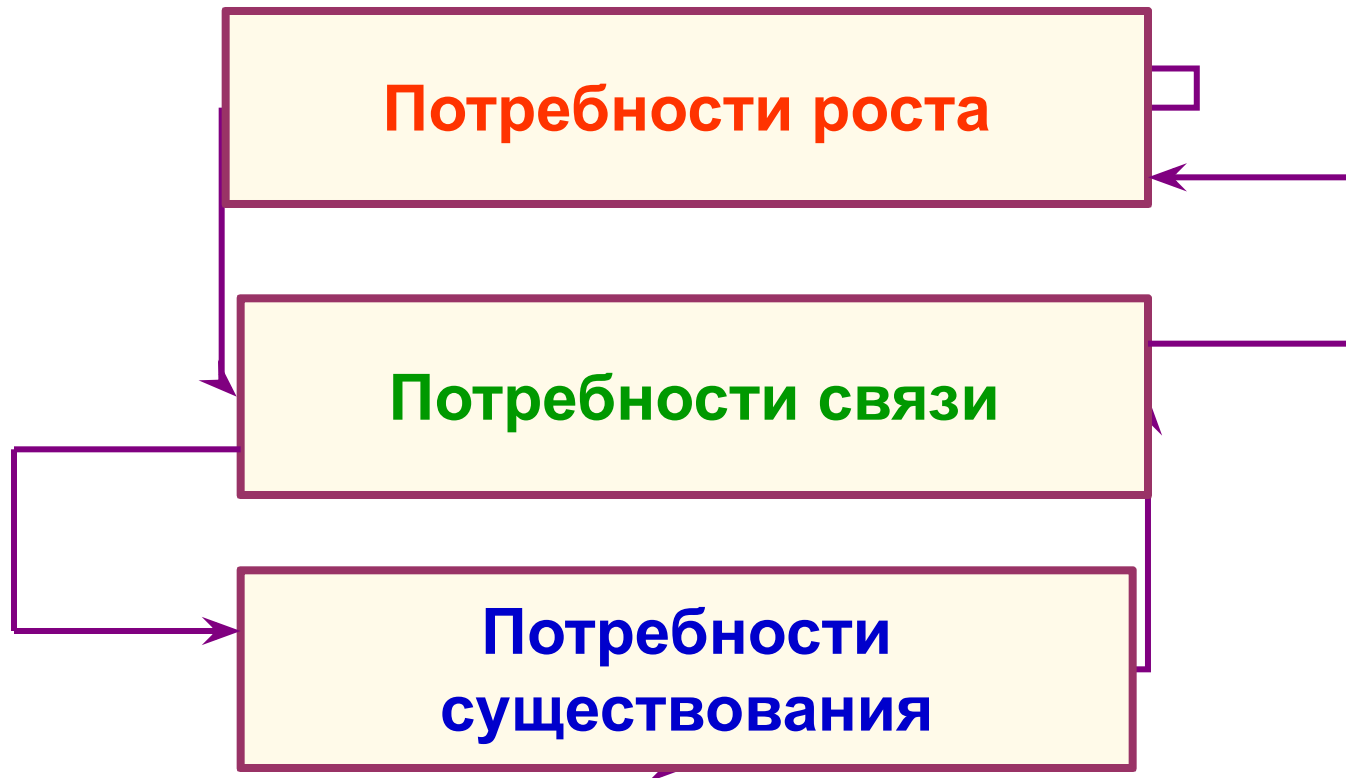 Потребности роста
Потребности связи
Потребности
существования